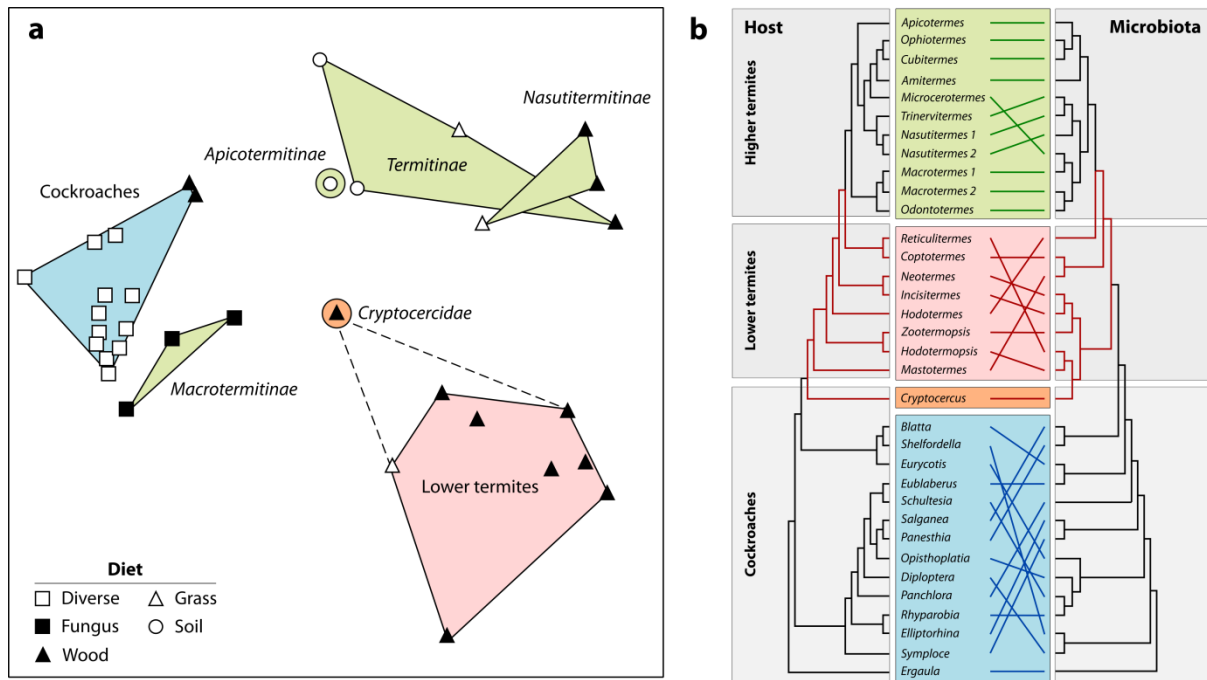 a
Nasutitermitinae
Apicotermitinae
Termitinae
Cockroaches
Cryptocercidae
Macrotermitinae
Lower termites
Diet
Diverse
Grass
Fungus
Soil
Wood
b
Host
Microbiota
Higher termites
Apicotermes
Ophiotermes
Cubitermes
Amitermes
Microcerotermes
Trinervitermes
Nasutitermes 1
Nasutitermes 2
Macrotermes 1
Macrotermes 2
Odontotermes
Lower termites
Reticulitermes
Coptotermes
Neotermes
Incisitermes
Hodotermes
Zootermopsis
Hodotermopsis
Mastotermes
Cryptocercus
Cockroaches
Blatta
Shelfordella
Eurycotis
Eublaberus
Schultesia
Salganea
Panesthia
Opisthoplatia
Diploptera
Panchlora
Rhyparobia
Elliptorhina
Symploce
Ergaula